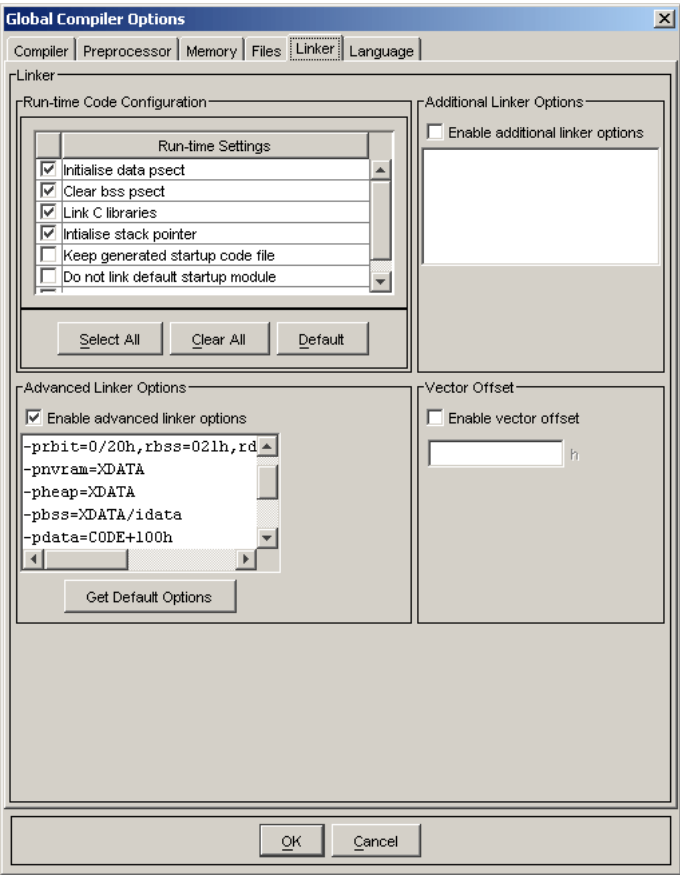 Global Compiler Options
Compiler Preprocessor Memory Files Linker Language
Linker
Run-time Code Configuration
Run-time Settings
Initialise data psect
Clear bss psect
Link C libraries
Intialise stack pointer
Keep generated startup code file
Do not link default startup module
Select All Clear All Default
Additional Linker Options
Enable additional linker options
Advanced Linker Options
Enable advanced linker options
-prbit=0/20h,rbss=021h,rd
-pnvram=XDATA
-pheap=XDATA
-pbss=XDATA/idata
-pdata=CODE+100h
Get Default Options
Vector Offset
Enable vector offset
h
OK Cancel